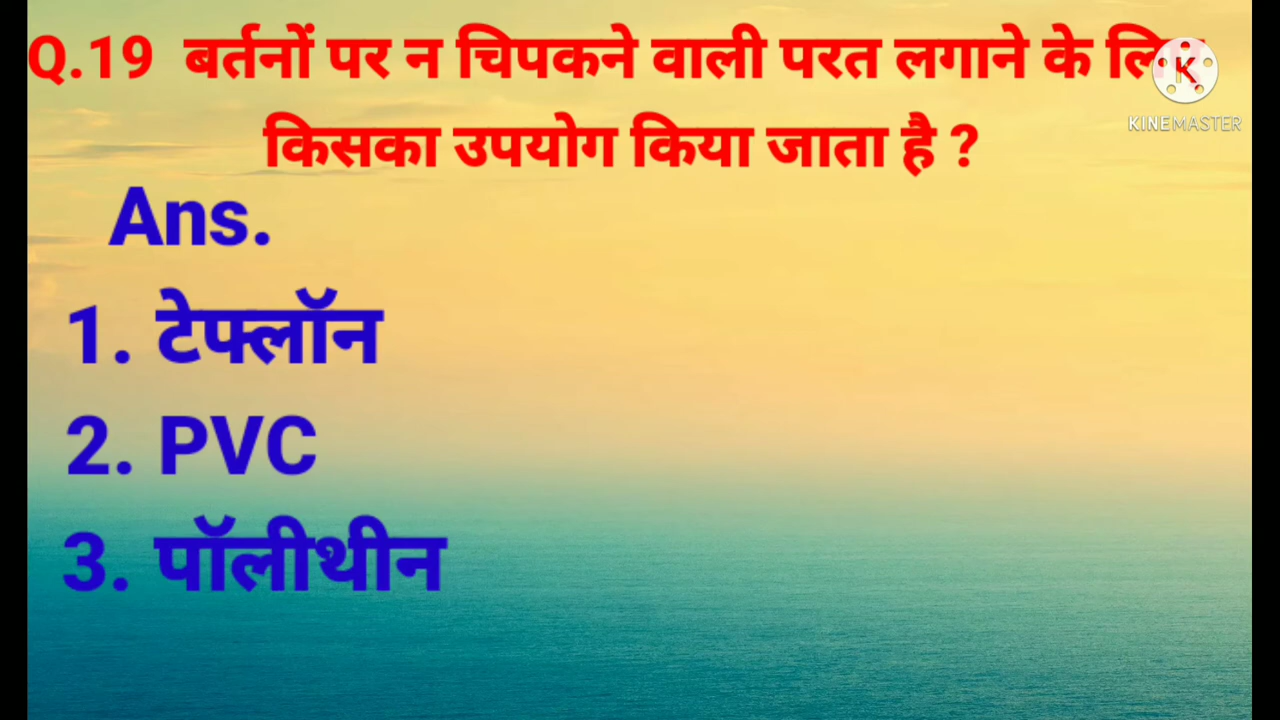 Q.19 बर्तनों पर न चिपकने वाली परत लगाने के
किसका उपयोग किया जाता है ?
Ans.
1. टेफ्लॉन
2. PVC
3. पॉलीथीन
K
KINEMASTER